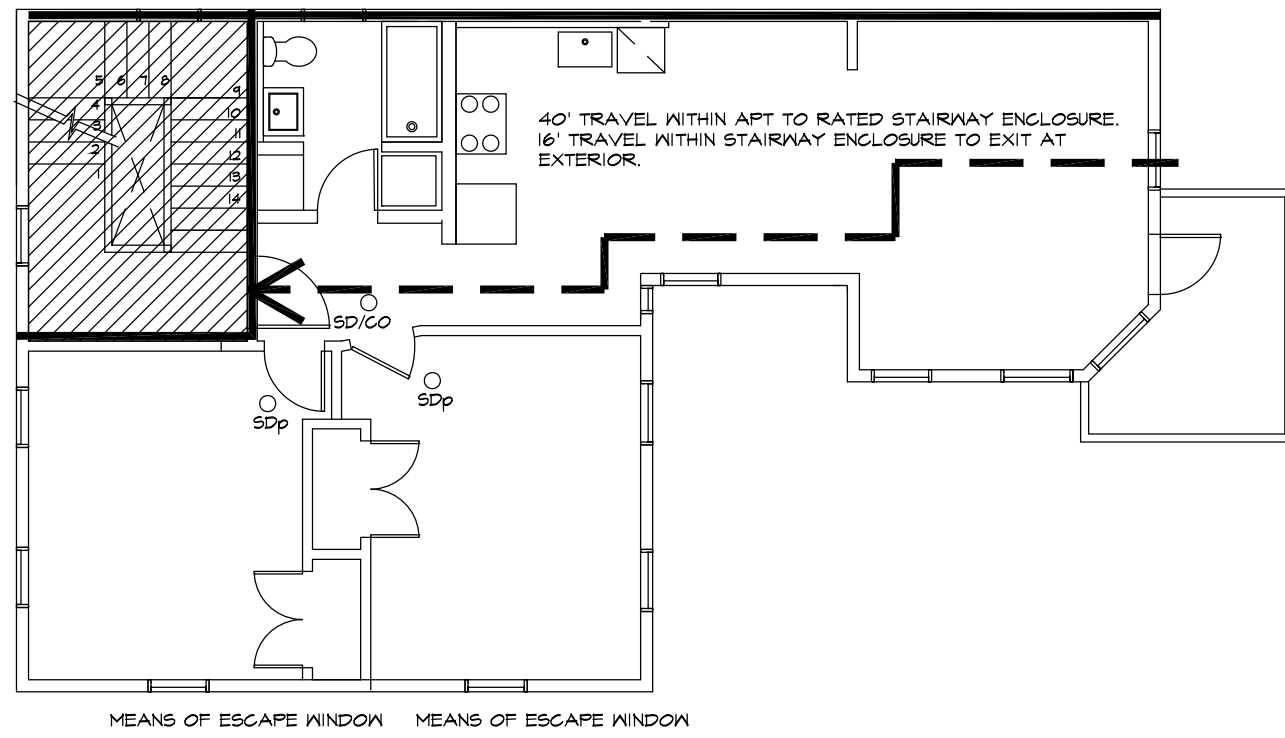 5 6 7 8
4
3
2
1
9
10
11
12
13
14
40' TRAVEL WITHIN APT TO RATED STAIRWAY ENCLOSURE.
16' TRAVEL WITHIN STAIRWAY ENCLOSURE TO EXIT AT
EXTERIOR.
SD/CO
SDp
SDp
MEANS OF ESCAPE WINDOW
MEANS OF ESCAPE WINDOW